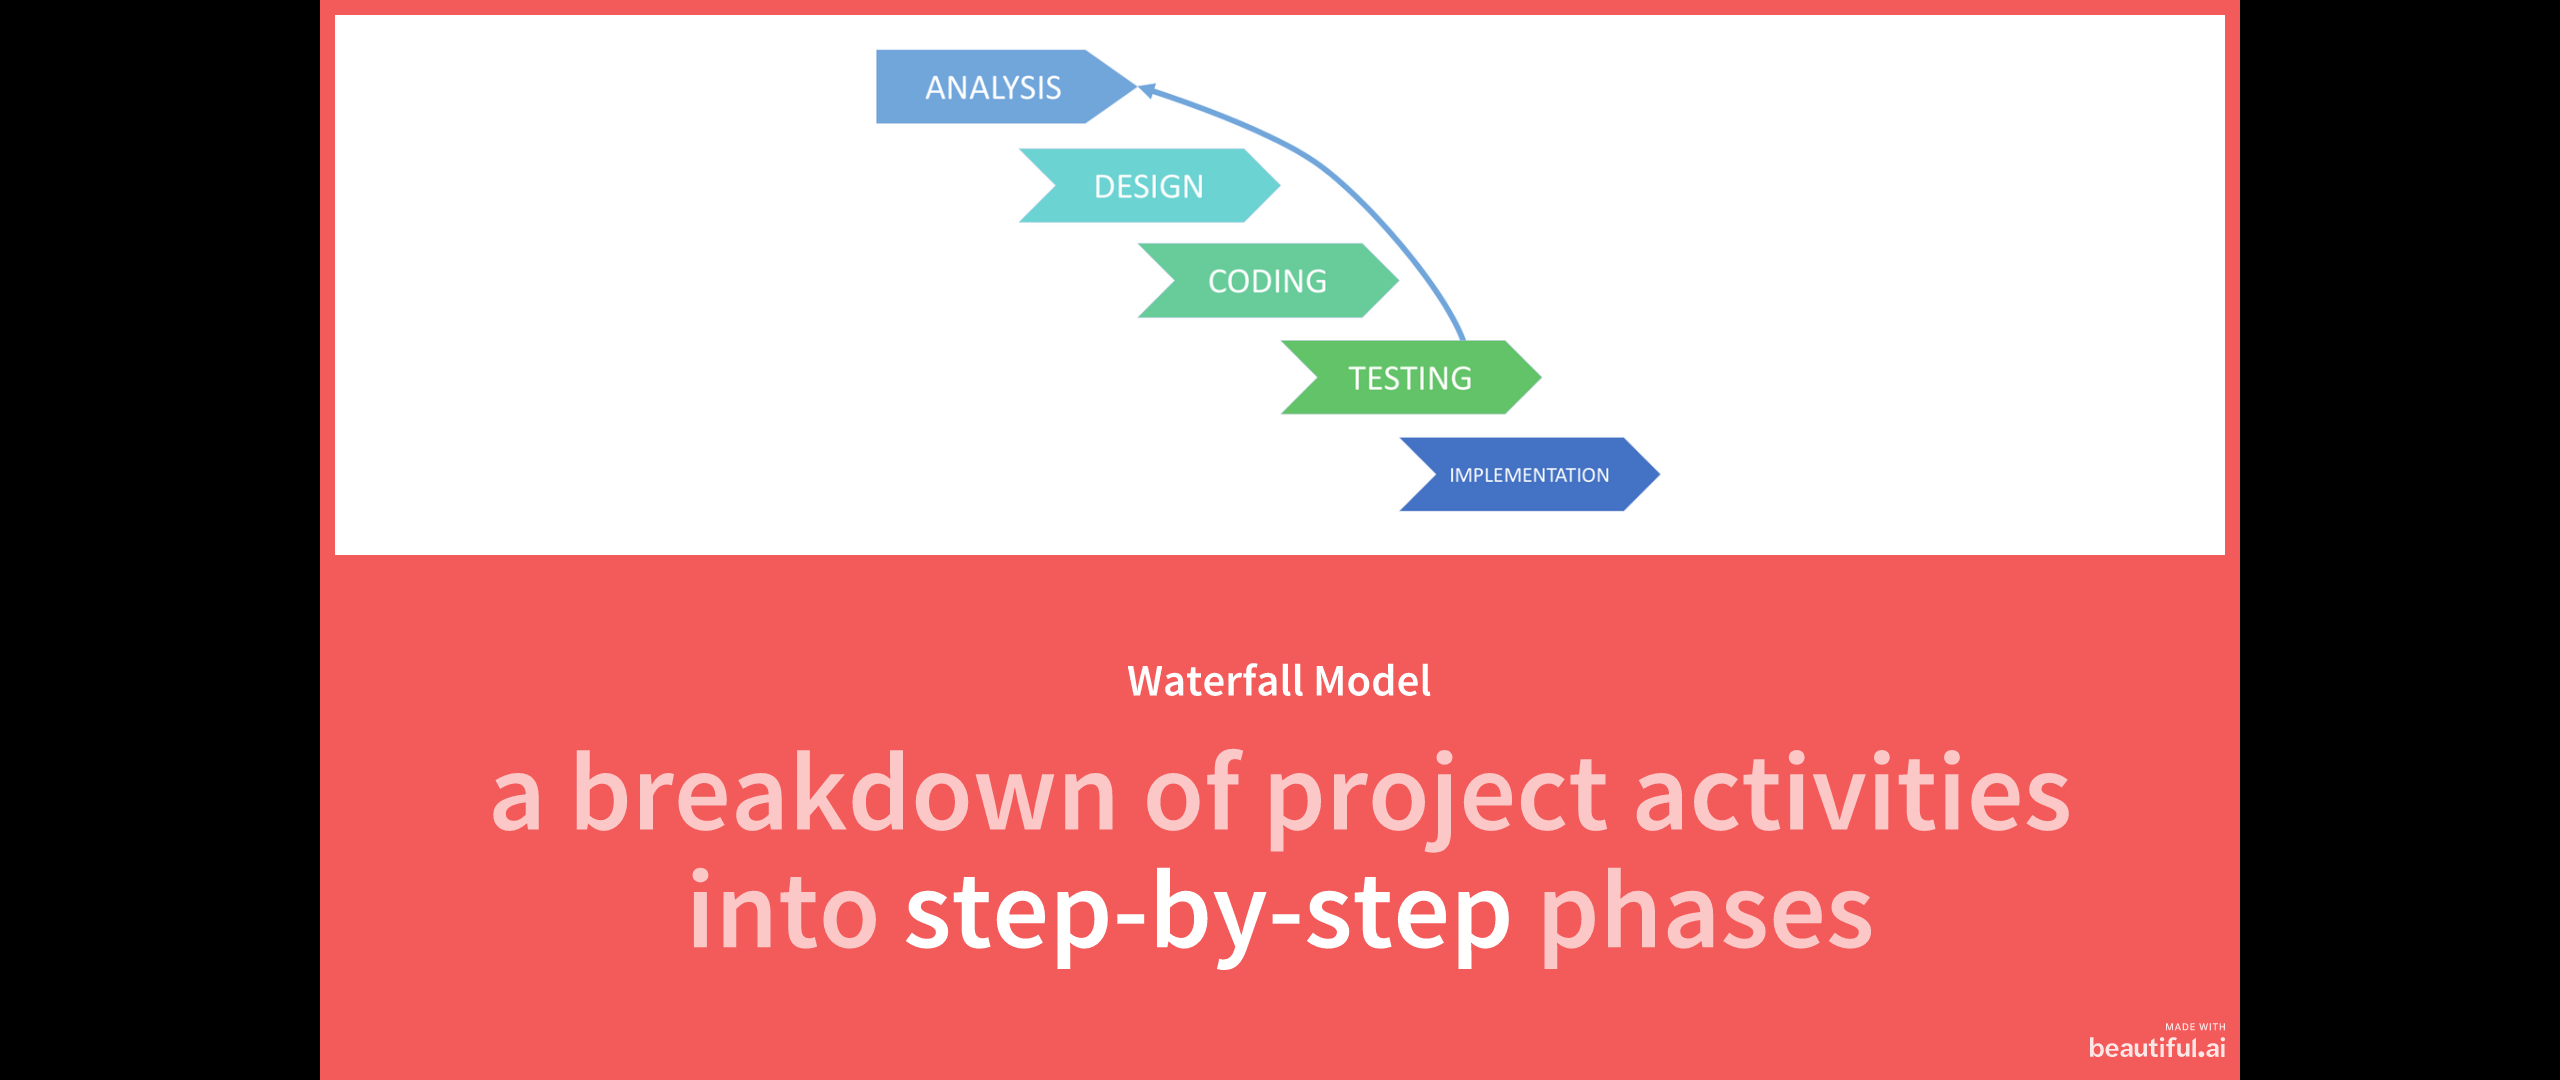 ANALYSIS
DESIGN
CODING
TESTING
IMPLEMENTATION
Waterfall Model
a breakdown of project activities
into step-by-step phases
MADE WITH
beautiful.ai